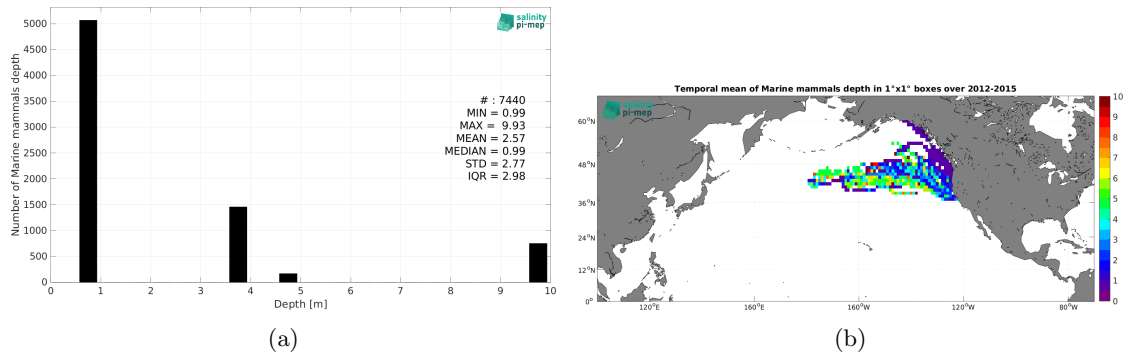 salinity
pi-mep
5000
4500
4000
3500
3000
2500
2000
1500
1000
500
0
Number of Marine mammals depth
# : 7440
MIN = 0.99
MAX = 9.93
MEAN = 2.57
MEDIAN = 0.99
STD = 2.77
IQR = 2.98
0 1 2 3 4 5 6 7 8 9 10
Depth [m]
(a)
Temporal mean of Marine mammals depth in 1°x1° boxes over 2012-2015
salinity
pi-mep
60°N
48°N
36°N
24°N
12°N
0°
120°E 160°E 160°W 120°W 80°W
10
9
8
7
6
5
4
3
2
1
0
(b)